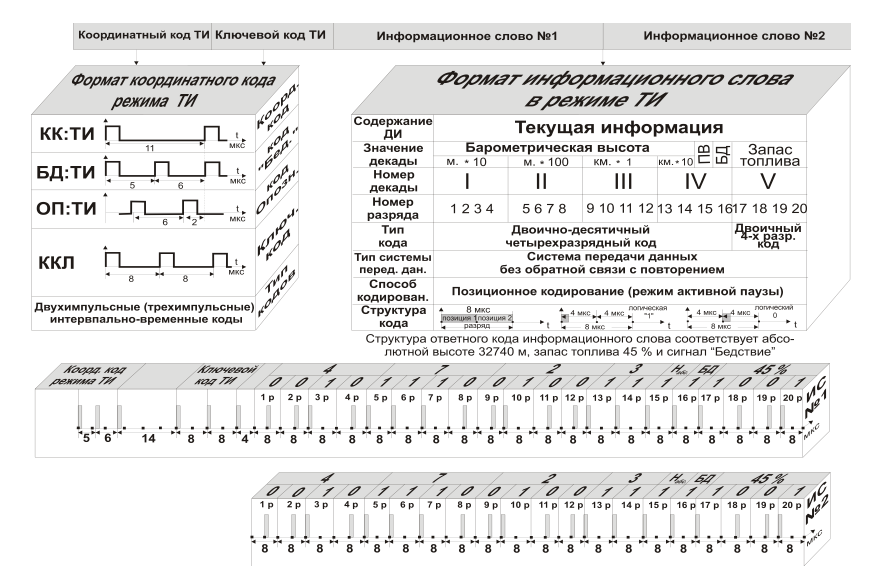 Координатный код ТИ Ключевой код ТИ Информационное слово №1 Информационное слово №2
Формат координатного кода
режима ТИ
КК:ТИ
11
t
мкс
БД:ТИ
5 6
t
мкс
ОП:ТИ
6 2
t
мкс
ККЛ
8 8
t
мкс
Двухимпульсные (трехимпульсные)
интервпально-временные коды
Коорд.
код
код
"Бед."
код
Опозн.
Ключ.
код
Тип
кодов
Формат информационного слова
в режиме ТИ
Содержание
ДИ
Текущая информация
Значение
декады
Барометрическая высота
м. * 10 м. * 100 км. * 1 км. * 10
ПВ
БД
Запас
топлива
Номер
декады
I II III IV V
Номер
разряда
1 2 3 4 5 6 7 8 9 10 11 12 13 14 15 16 17 18 19 20
Тип
кода
Двоично-десятичный
четырехразрядный код
Двоичный
4-х разр.
код
Тип системы
перед. дан.
Система передачи данных
без обратной связи с повторением
Способ
кодирован.
Позиционное кодирование (режим активной паузы)
Структура
кода
8 мкс
позиция 1 позиция 2
разряд
t
4 мкс 4 мкс
логическая
"1"
8 мкс
t
4 мкс 4 мкс
логический
0
8 мкс
t
Структура ответного кода информационного слова соответствует абсо-
лютной высоте 32740 м, запас топлива 45 % и сигнал “Бедствие”
Коорд. код
режима ТИ
Ключевой
код ТИ
4 7 2 3 Набс. БД 45 %
0 0 1 0 1 1 1 0 0 1 0 0 1 1 0 1 1 0 0 1
1 р 2 р 3 р 4 р 5 р 6 р 7 р 8 р 9 р 10 р 11 р 12 р 13 р 14 р 15 р 16 р 17 р 18 р 19 р 20 р
ИС
№1
5 6 14 8 8 4 8 8 8 8 8 8 8 8 8 8 8 8 8 8 8 8 8 8 8 8
мкс
4 7 2 3 Набс. БД 45 %
0 0 1 0 1 1 1 0 0 1 0 0 1 1 0 1 1 0 0 1
1 р 2 р 3 р 4 р 5 р 6 р 7 р 8 р 9 р 10 р 11 р 12 р 13 р 14 р 15 р 16 р 17 р 18 р 19 р 20 р
ИС
№2
8 8 8 8 8 8 8 8 8 8 8 8 8 8 8 8 8 8 8 8
мкс